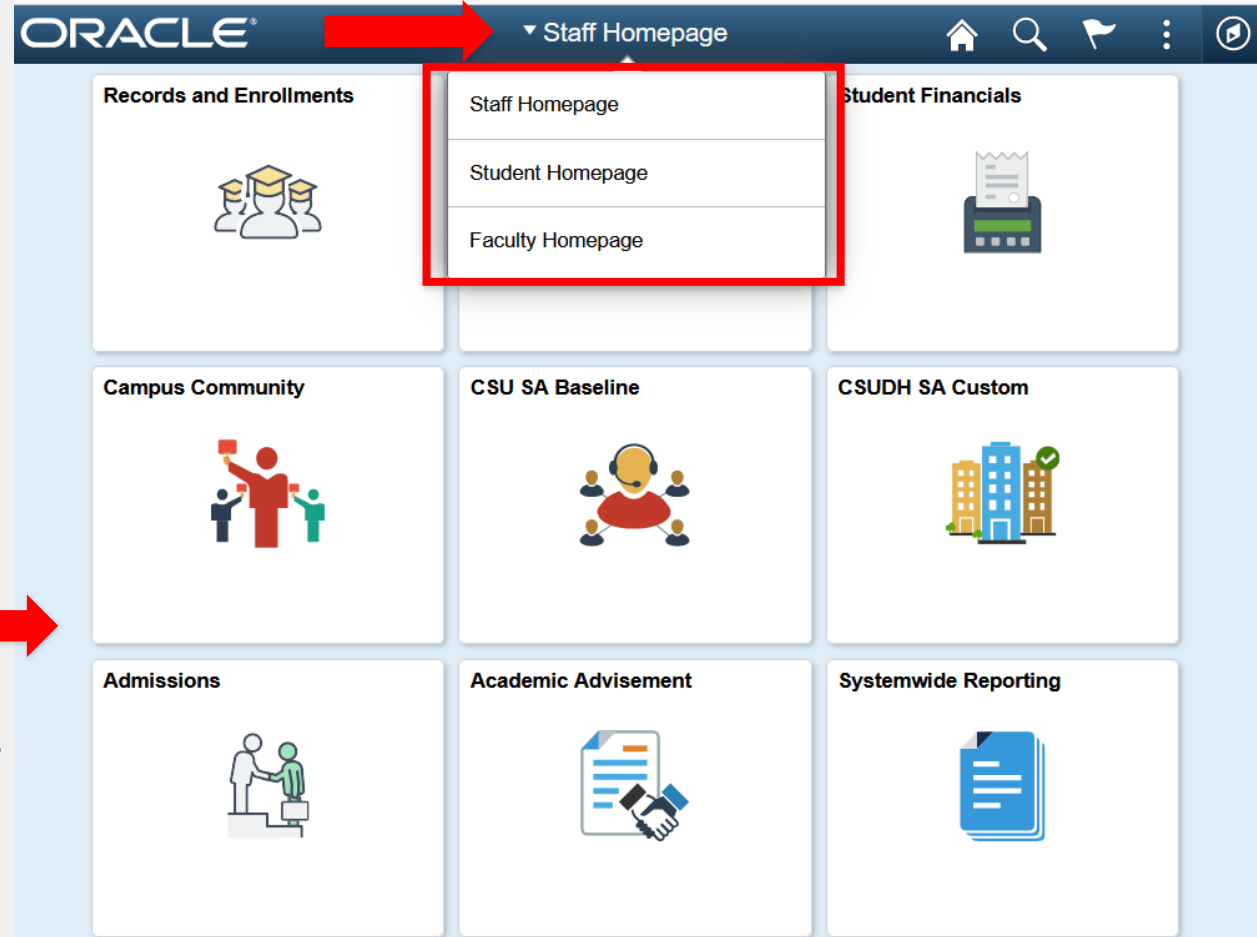 ORACLE
Staff Homepage
Records and Enrollments
Staff Homepage
Student Homepage
Faculty Homepage
Student Financials
Campus Community
CSU SA Baseline
CSUDH SA Custom
Admissions
Academic Advisement
Systemwide Reporting